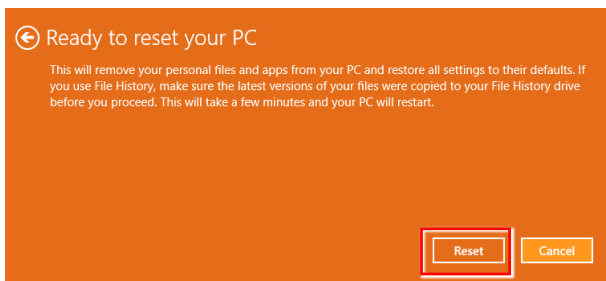 Ready to reset your PC
This will remove your personal files and apps from your PC and restore all settings to their defaults. If
you use File History, make sure the latest versions of your files were copied to your File History drive
before you proceed. This will take a few minutes and your PC will restart.
Reset
Cancel